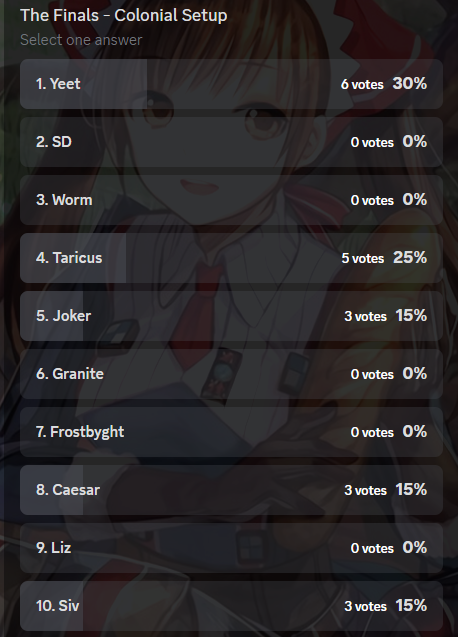 The Finals - Colonial Setup
Select one answer
1. Yeet 6 votes 30%
2. SD 0 votes 0%
3. Worm 0 votes 0%
4. Taricus 5 votes 25%
5. Joker 3 votes 15%
6. Granite 0 votes 0%
7. Frostbyght 0 votes 0%
8. Caesar 3 votes 15%
9. Liz 0 votes 0%
10. Siv 3 votes 15%